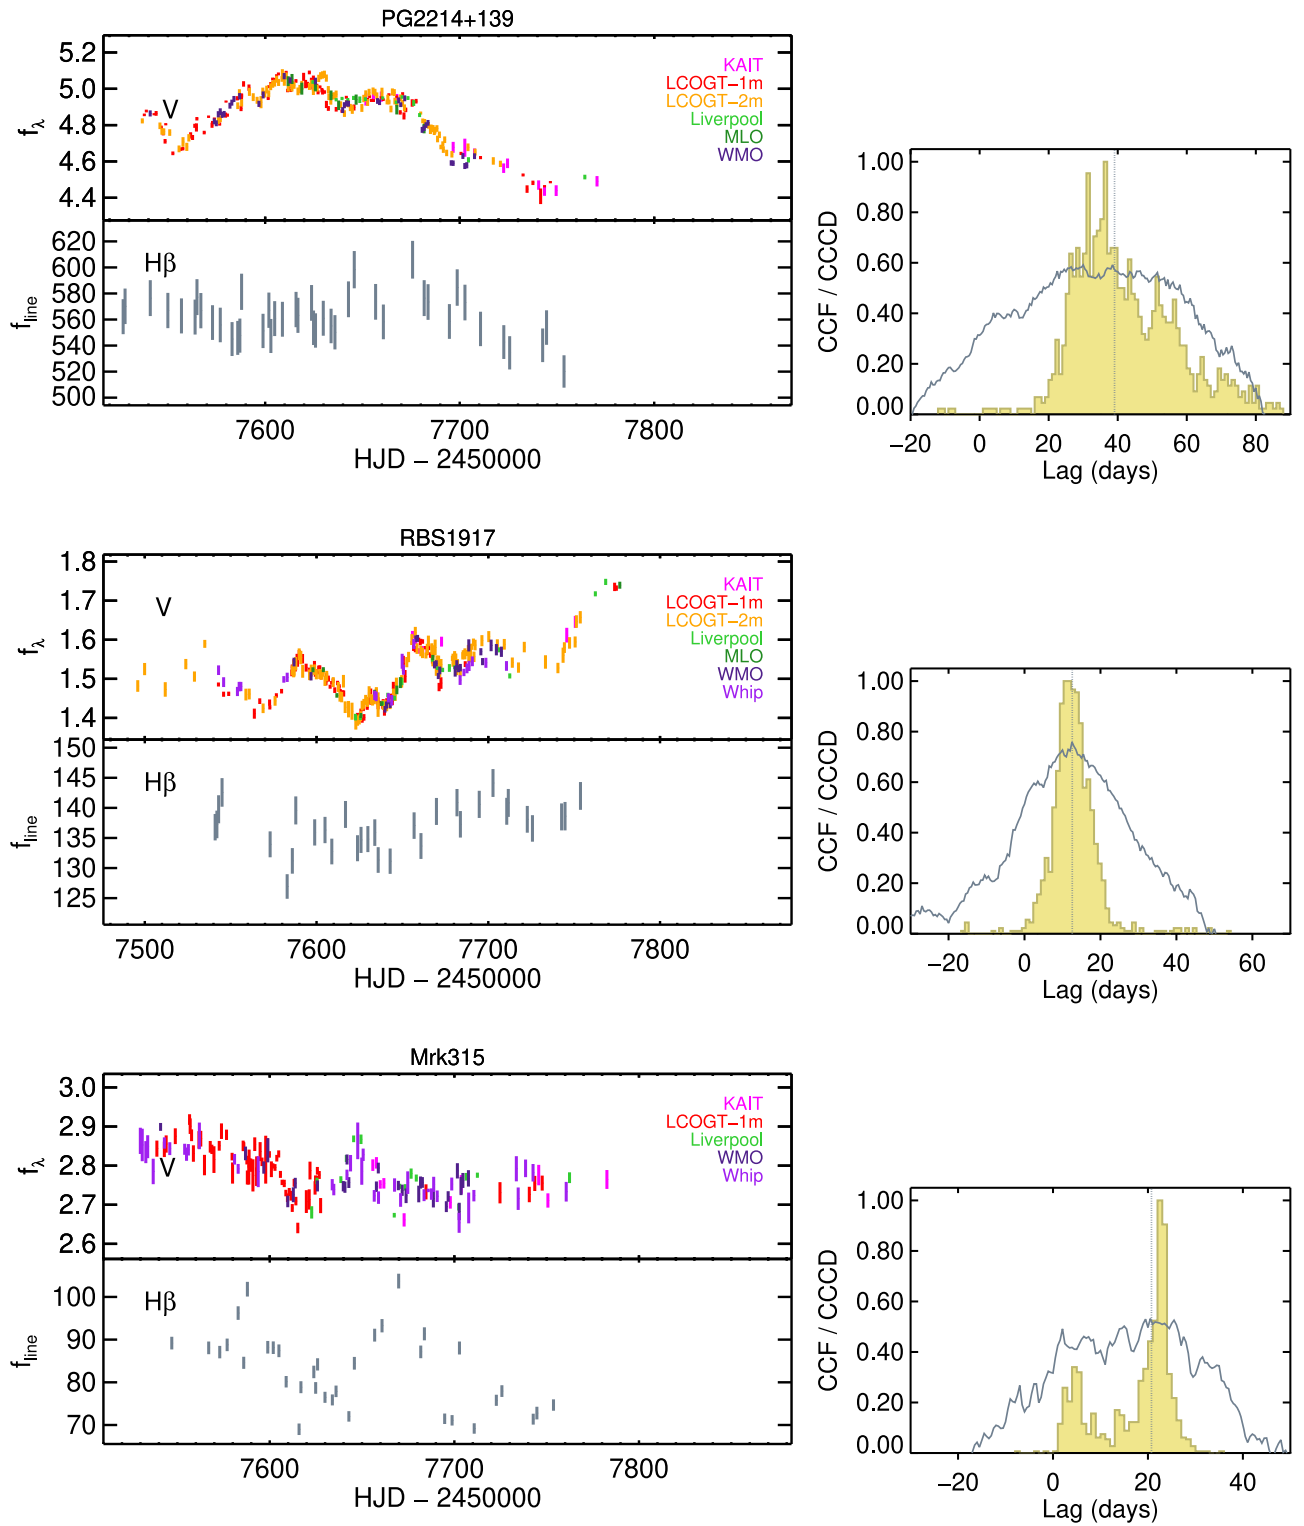 PG2214+139
5.2
5.0
4.8
4.6
4.4
fλ
V
KAIT
LCOGT−1m
LCOGT−2m
Liverpool
MLO
WMO
620
600
580
560
540
520
500
fline
Hβ
7600 7700 7800
HJD − 2450000
1.00
0.80
0.60
0.40
0.20
0.00
CCF / CCCD
−20 0 20 40 60 80
Lag (days)
RBS1917
1.8
1.7
1.6
1.5
1.4
fλ
V
KAIT
LCOGT−1m
LCOGT−2m
Liverpool
MLO
WMO
Whip
150
145
140
135
130
125
fline
Hβ
7500 7600 7700 7800
HJD − 2450000
1.00
0.80
0.60
0.40
0.20
0.00
CCF / CCCD
−20 0 20 40 60
Lag (days)
Mrk315
3.0
2.9
2.8
2.7
2.6
fλ
V
KAIT
LCOGT−1m
Liverpool
WMO
Whip
100
90
80
70
fline
Hβ
7600 7700 7800
HJD − 2450000
1.00
0.80
0.60
0.40
0.20
0.00
CCF / CCCD
−20 0 20 40
Lag (days)